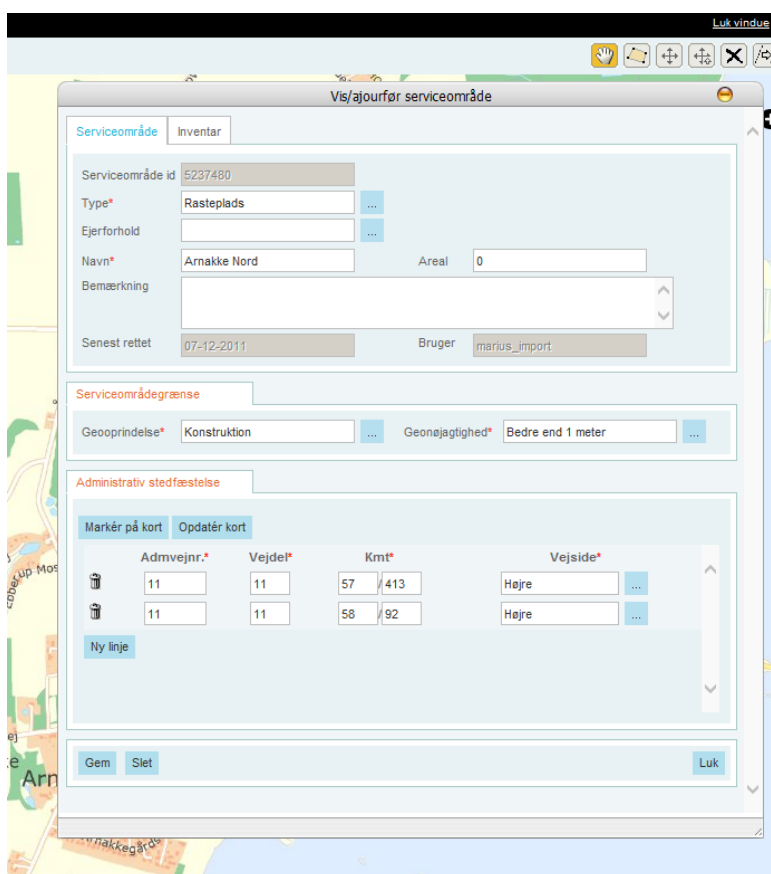 Luk vindue
Vis/ajourfør serviceområde
Serviceområde Inventar
Serviceområde id 5237480
Type* Rasteplads ...
Ejerforhold ...
Navn* Arnakke Nord Areal 0
Bemærkning
Senest rettet 07-12-2011 Bruger marius_import
Serviceområdegrænse
Geooprindelse* Konstruktion ... Geonøjagtighed* Bedre end 1 meter ...
Administrativ stedfæstelse
Markér på kort Opdatér kort
Admvejnr.* Vejdel* Kmt* Vejside*
11 11 57 / 413 Højre ...
11 11 58 / 92 Højre ...
Ny linje
Gem Slet Luk
Arn